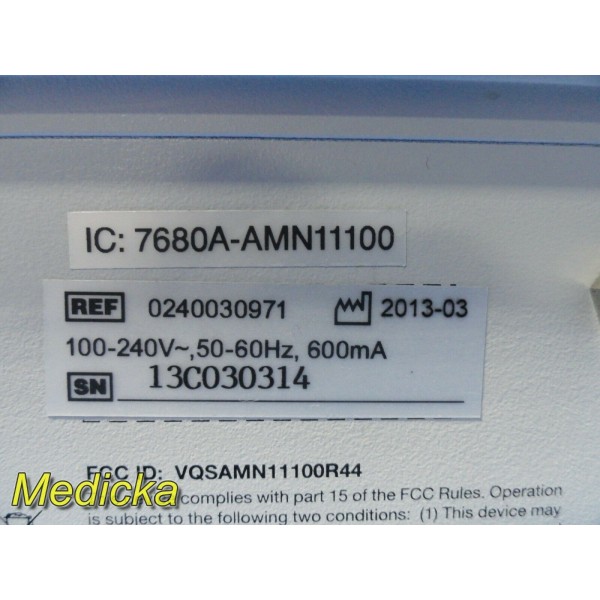 IC: 7680A-AMN11100
REF 0240030971 2013-03
100-240V~,50-60Hz, 600mA
SN 13C030314
FCC ID: VQSAMN11100R44
Medicka
complies with part 15 of the FCC Rules. Operation
is subject to the following two conditions: (1) This device may